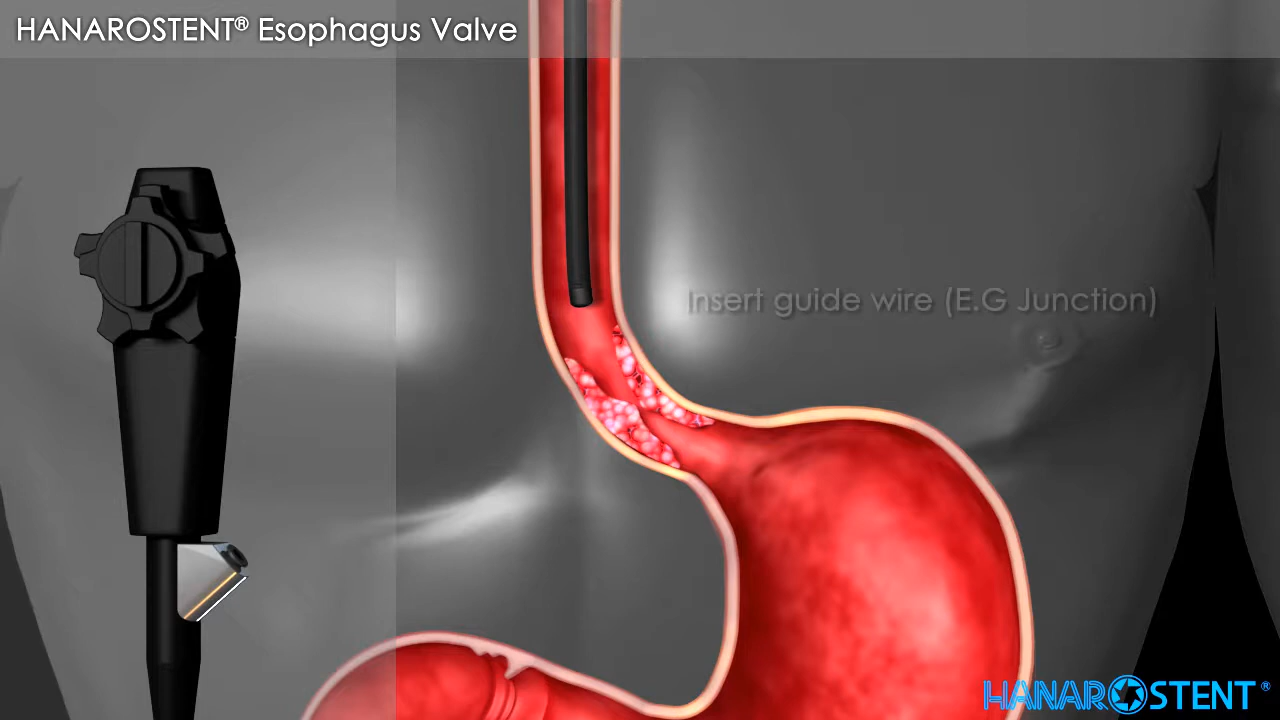 HANAROSTENT® Esophagus Valve
Insert guide wire (E.G Junction)
HANAROSTENT®